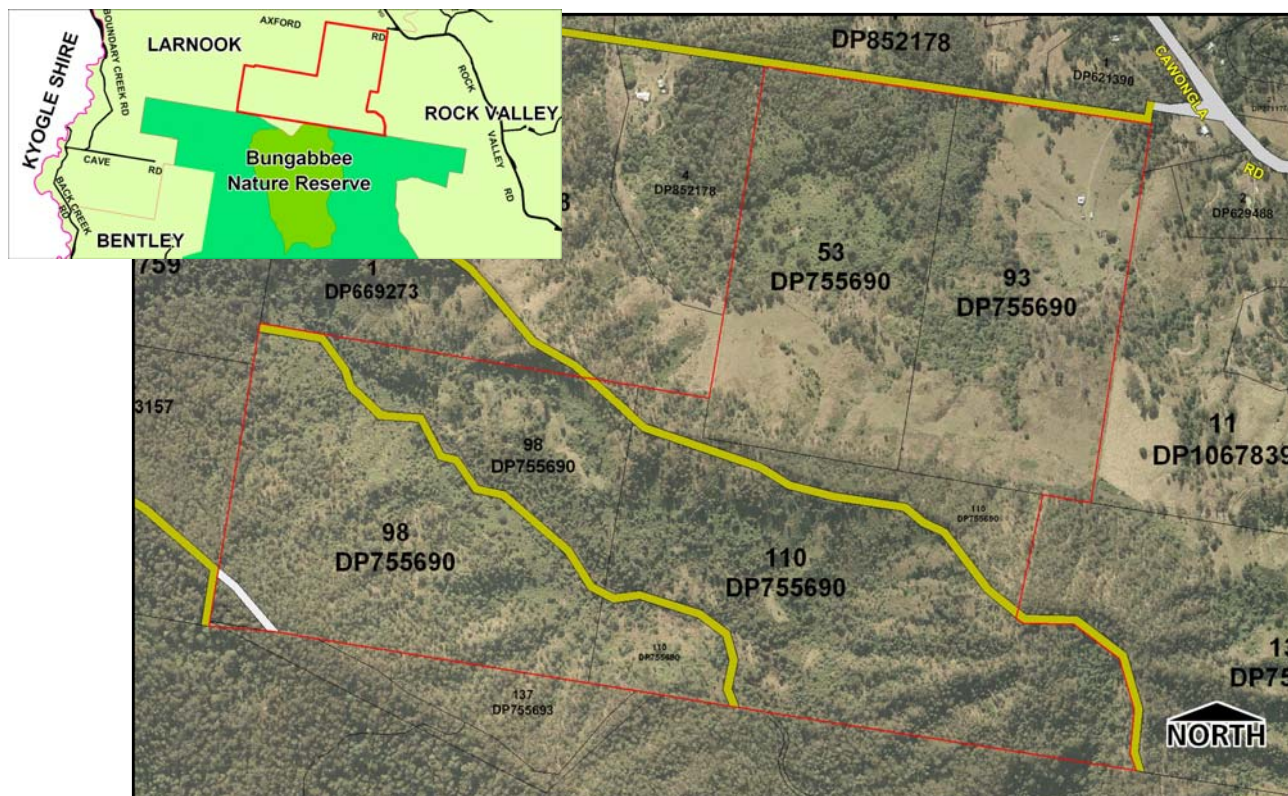 KYOGLE SHIRE
BOUNDARY CREEK RD
LARNOOK
AXFORD
RD
ROCK
VALLEY
RD
ROCK VALLEY
CAVE
RD
Bungabbee
Nature Reserve
BACK CREEK
RD
BENTLEY
DP852178
1
DP621390
CAWONGLA
RD
4
DP852178
2
DP629488
53
DP755690
93
DP755690
759
1
DP669273
3157
98
DP755690
11
DP1067839
98
DP755690
110
DP755690
110
DP755690
110
DP755690
137
DP755693
13
DP75
NORTH